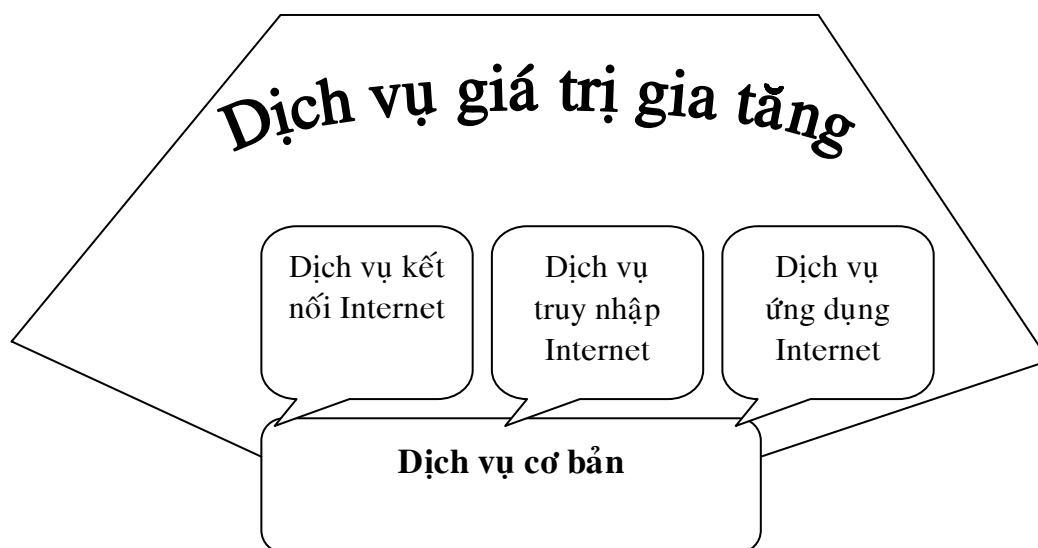 Dịch vụ giá trị gia tăng
Dịch vụ kết
nối Internet
Dịch vụ
truy nhập
Internet
Dịch vụ
ứng dụng
Internet
Dịch vụ cơ bản